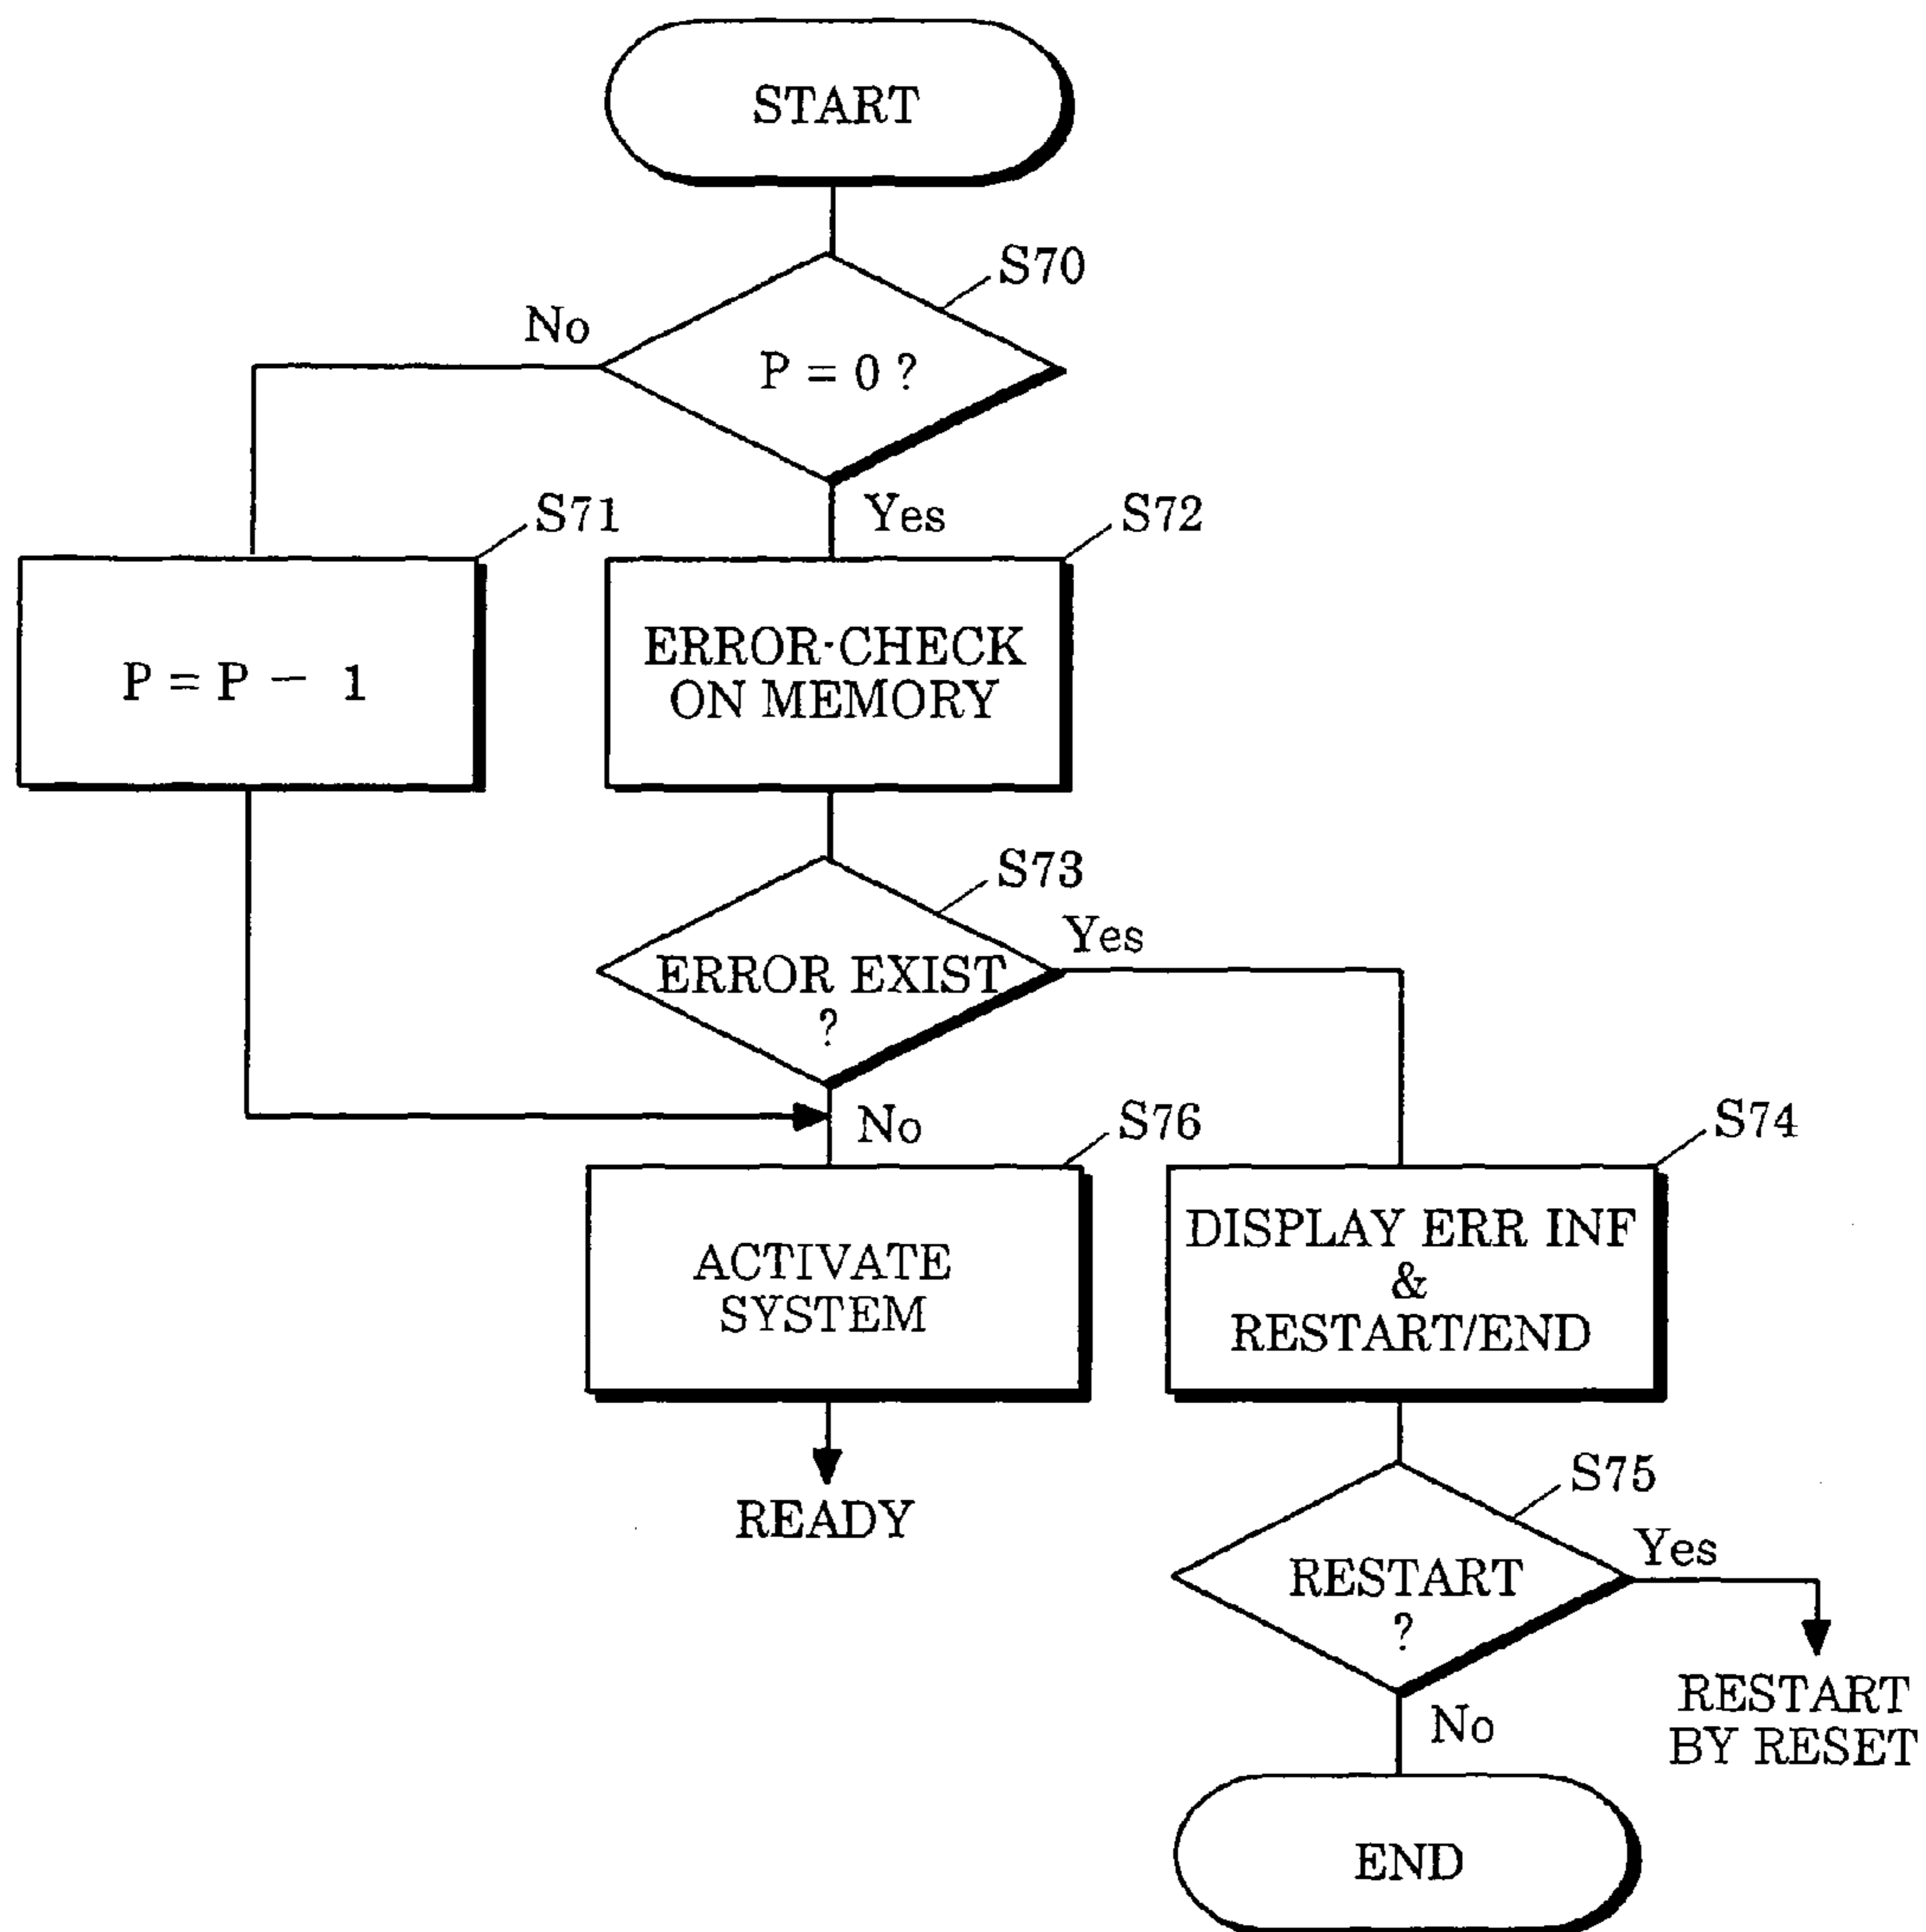 START
S70
No
P = 0 ?
Yes
S71
S72
P = P - 1
ERROR-CHECK
ON MEMORY
S73
Yes
ERROR EXIST
?
No
S76
S74
ACTIVATE
SYSTEM
DISPLAY ERR INF
&
RESTART/END
READY
S75
Yes
RESTART
?
No
RESTART
BY RESET
END